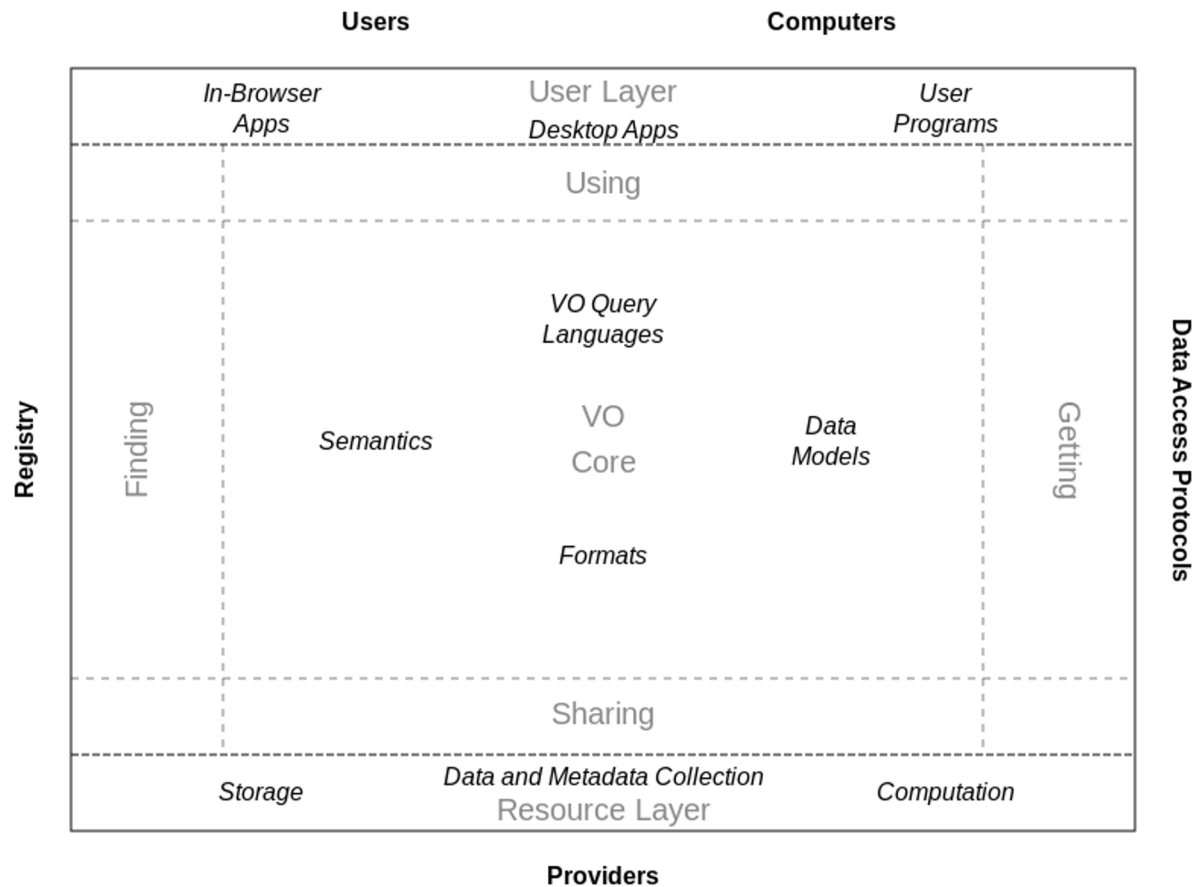 Users
Computers
In-Browser
Apps
User Layer
Desktop Apps
User
Programs
Using
VO Query
Languages
Registry
Finding
Semantics
VO
Core
Data
Models
Getting
Data Access Protocols
Formats
Sharing
Storage
Data and Metadata Collection
Resource Layer
Computation
Providers